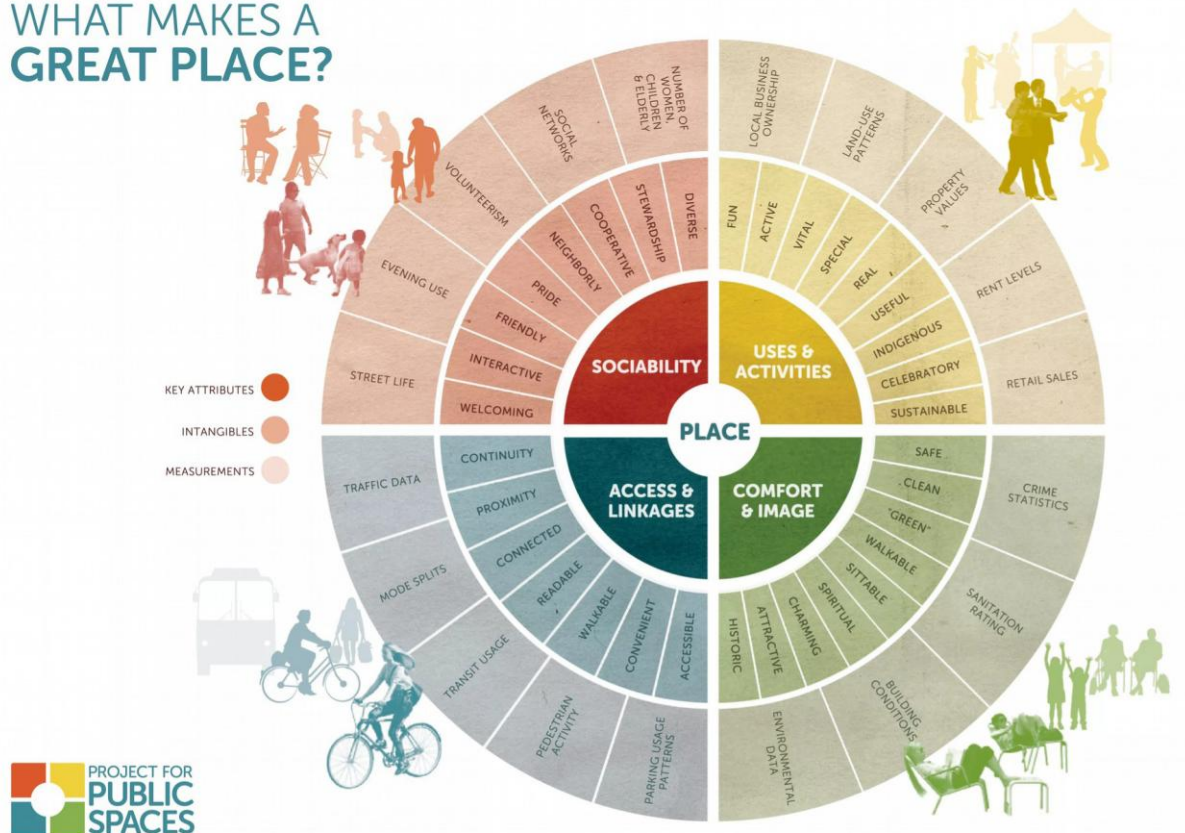 WHAT MAKES A
GREAT PLACE?
NUMBER OF
WOMEN,
CHILDREN
& ELDERLY
SOCIAL
NETWORKS
VOLUNTEERISM
EVENING USE
STREET LIFE
LOCAL BUSINESS
OWNERSHIP
LAND-USE
PATTERNS
PROPERTY
VALUES
RENT LEVELS
RETAIL SALES
DIVERSE
STEWARDSHIP
COOPERATIVE
NEIGHBORLY
PRIDE
FRIENDLY
INTERACTIVE
WELCOMING
FUN
ACTIVE
VITAL
SPECIAL
REAL
USEFUL
INDIGENOUS
CELEBRATORY
SUSTAINABLE
SOCIABILITY
USES &
ACTIVITIES
KEY ATTRIBUTES
INTANGIBLES
MEASUREMENTS
PLACE
ACCESS &
LINKAGES
COMFORT
& IMAGE
CONTINUITY
PROXIMITY
CONNECTED
READABLE
WALKABLE
CONVENIENT
ACCESSIBLE
SAFE
CLEAN
"GREEN"
WALKABLE
SITTABLE
SPIRITUAL
CHARMING
ATTRACTIVE
HISTORIC
TRAFFIC DATA
MODE SPLITS
TRANSIT USAGE
PEDESTRIAN
ACTIVITY
PARKING USAGE
PATTERNS
CRIME
STATISTICS
SANITATION
RATING
BUILDING
CONDITIONS
ENVIRONMENTAL
DATA
PROJECT FOR
PUBLIC
SPACES